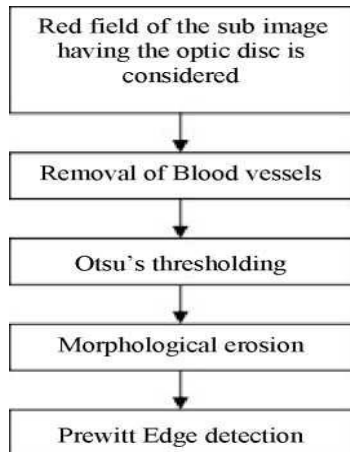 Red field of the sub image
having the optic disc is
considered
Removal of Blood vessels
Otsu's thresholding
Morphological erosion
Prewitt Edge detection